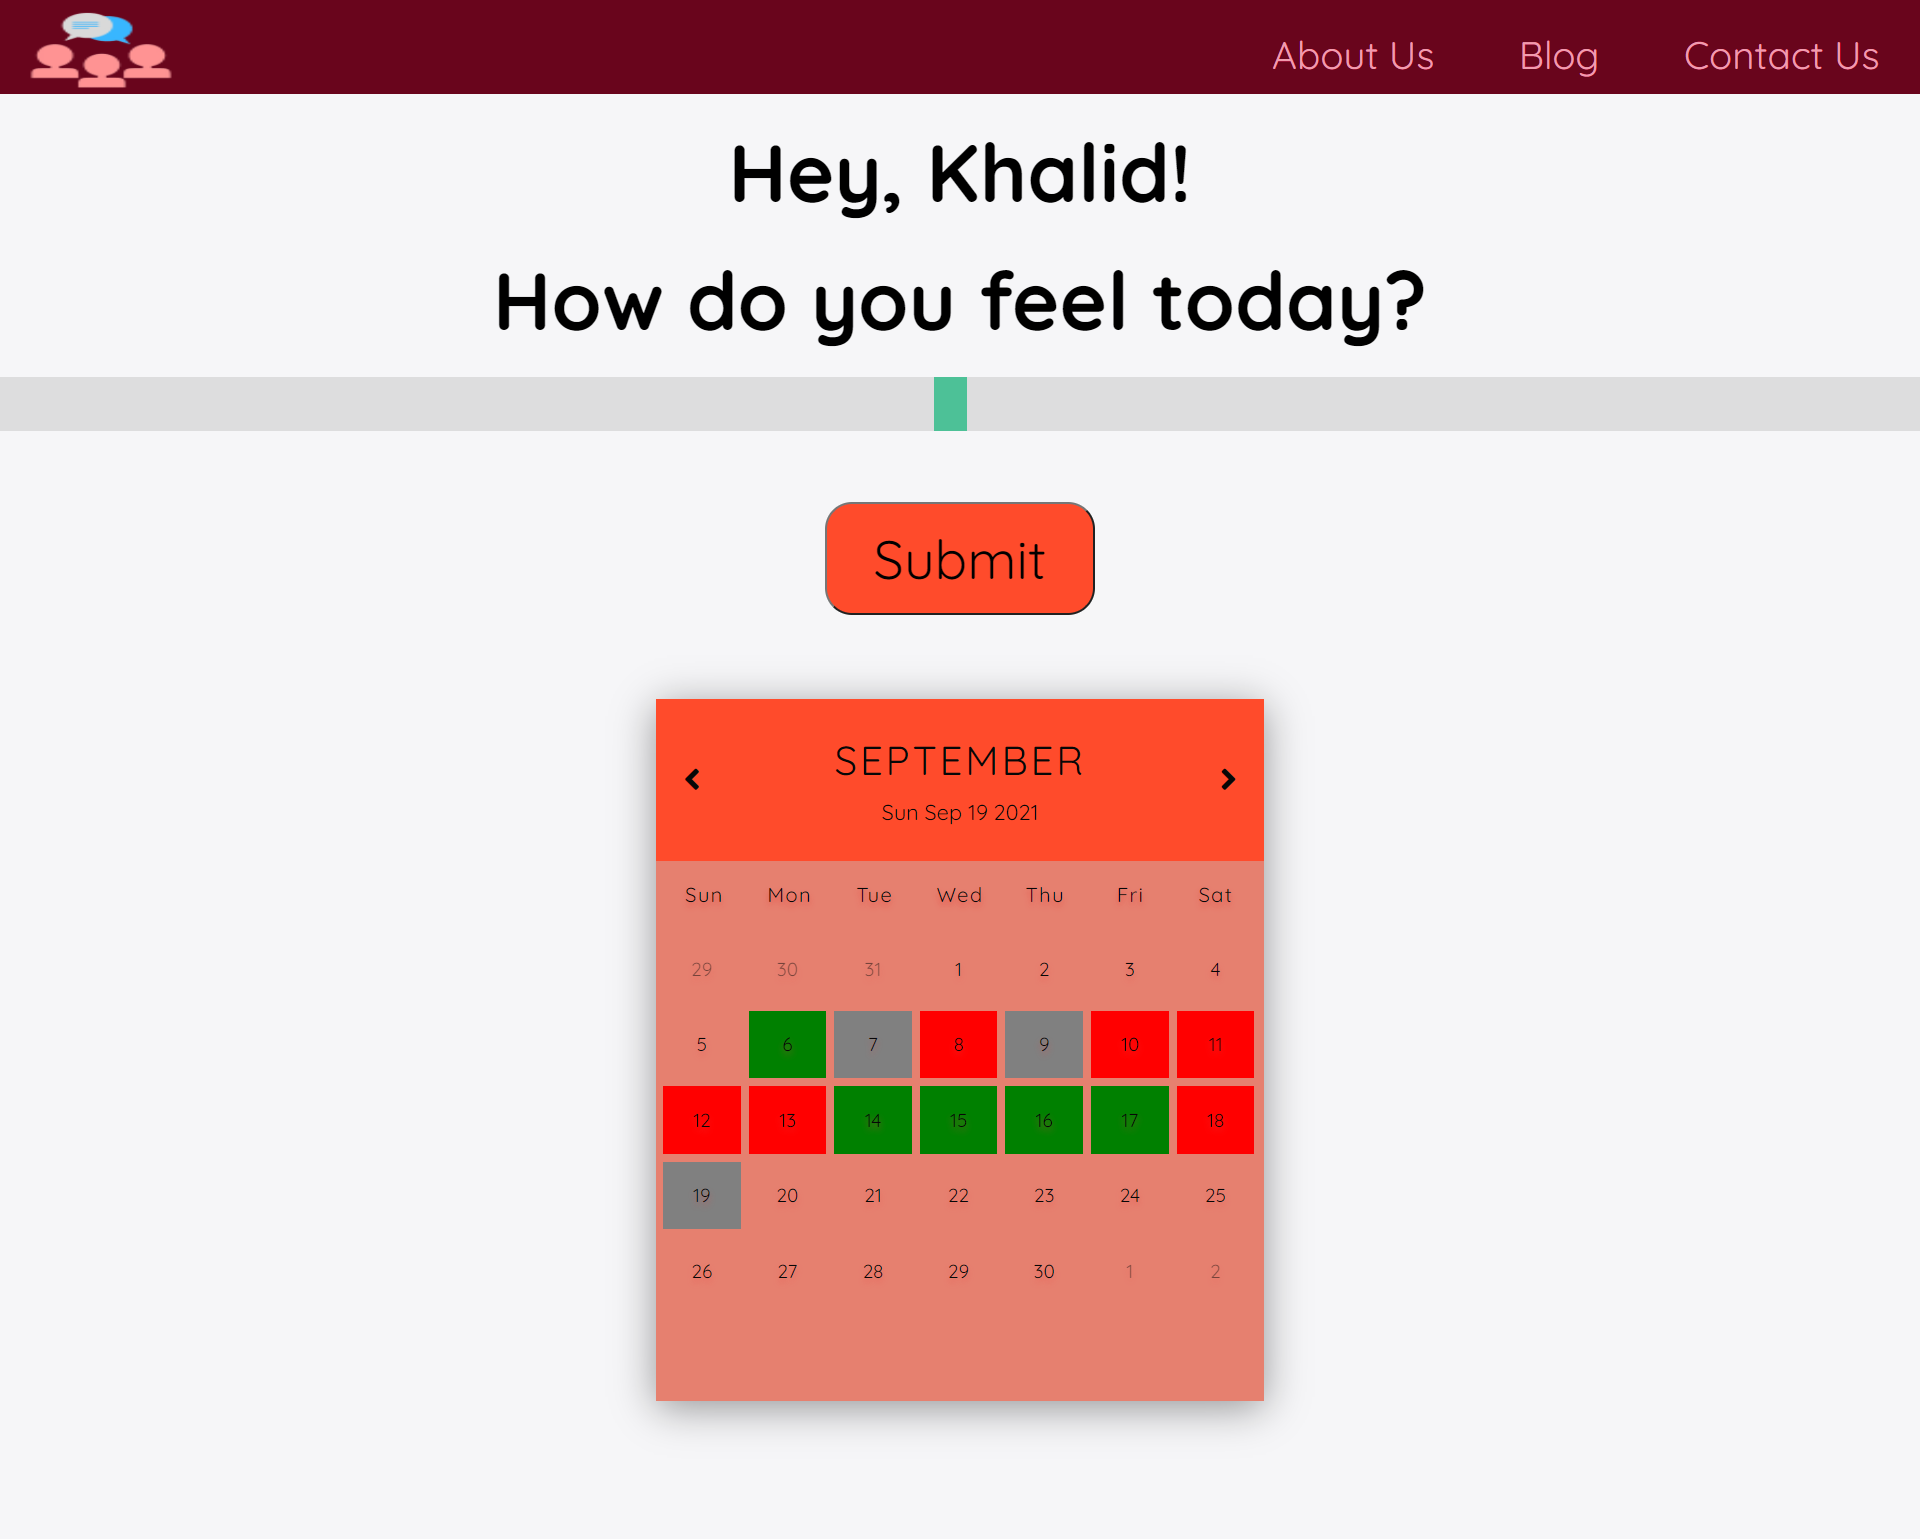 About Us Blog Contact Us
Hey, Khalid!
How do you feel today?
Submit
SEPTEMBER
Sun Sep 19 2021
Sun Mon Tue Wed Thu Fri Sat
29 30 31 1 2 3 4
5 6 7 8 9 10 11
12 13 14 15 16 17 18
19 20 21 22 23 24 25
26 27 28 29 30 1 2